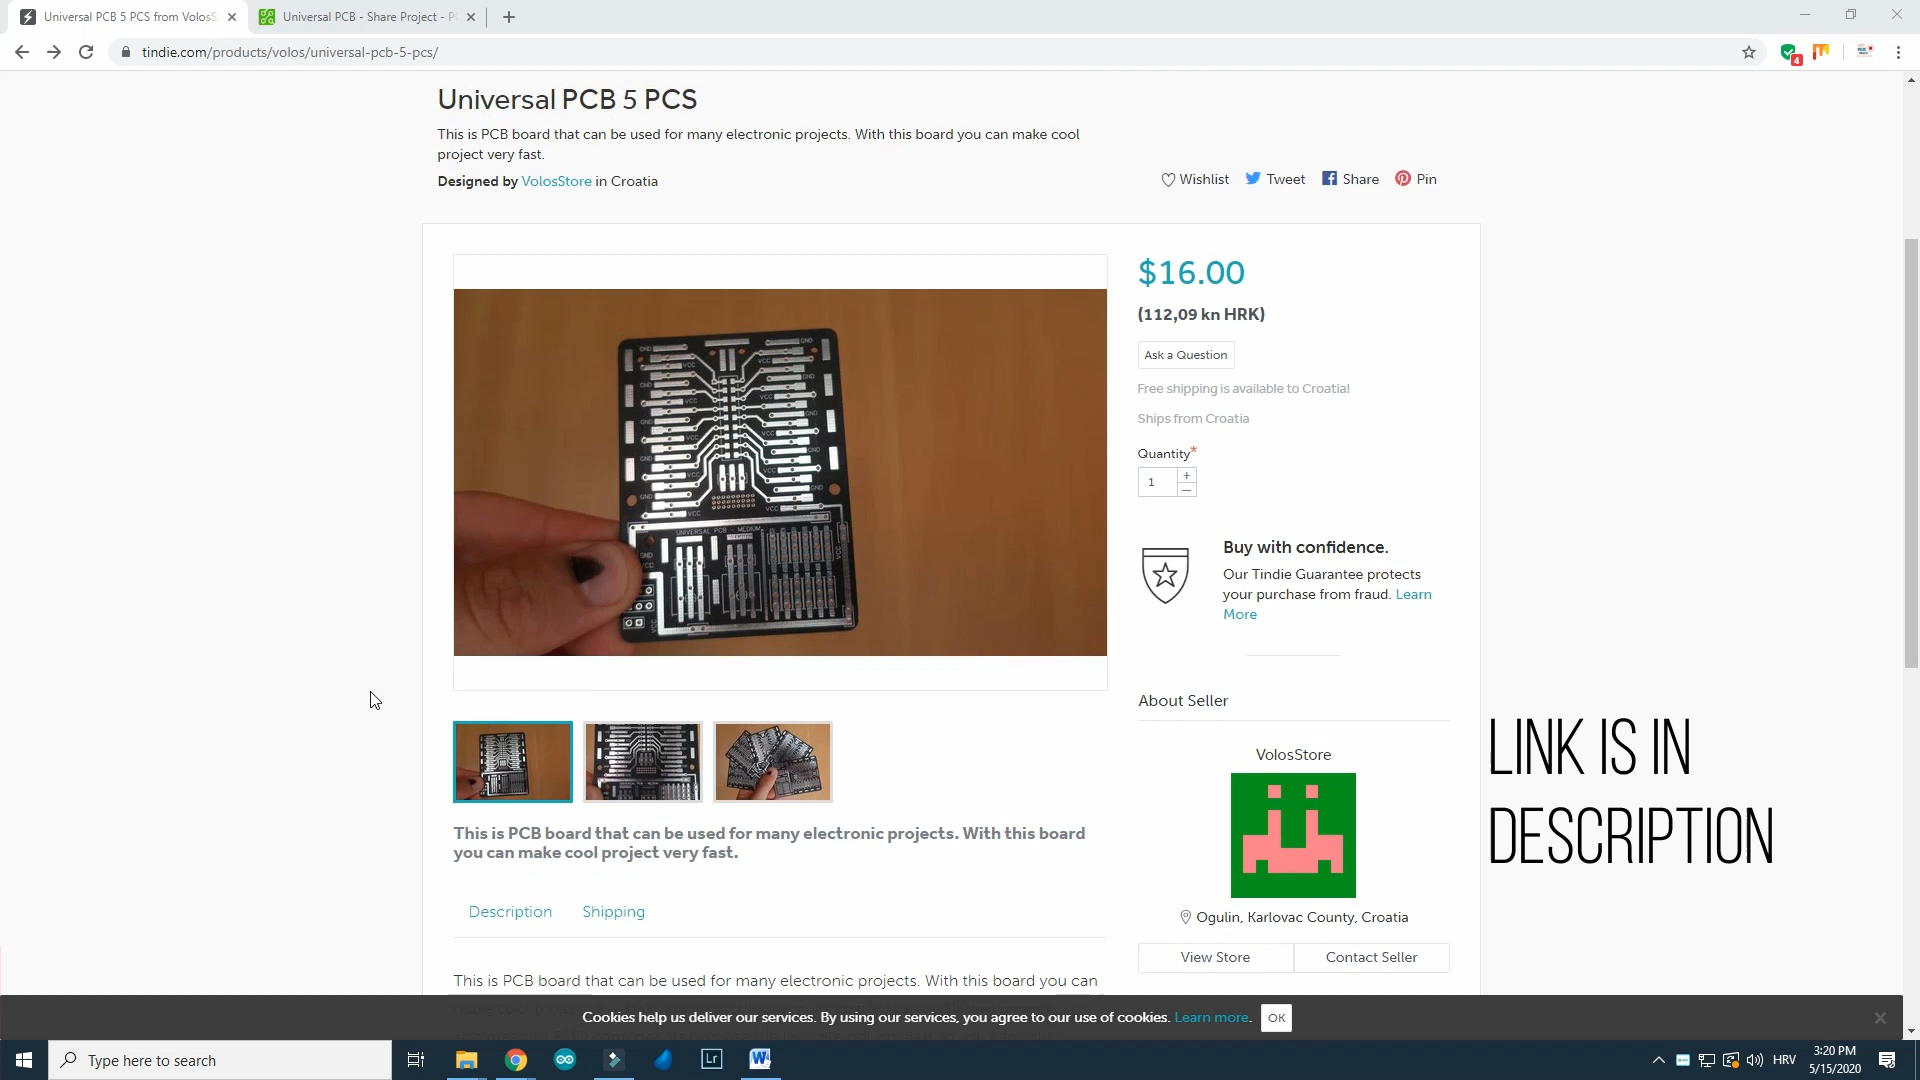 Universal PCB 5 PCS from VolosS
Universal PCB - Share Project - P
tindie.com/products/volos/universal-pcb-5-pcs/
4
Universal PCB 5 PCS
This is PCB board that can be used for many electronic projects. With this board you can make cool
project very fast.
Designed by VolosStore in Croatia
Wishlist Tweet Share Pin
$16.00
(112,09 kn HRK)
Ask a Question
Free shipping is available to Croatia!
Ships from Croatia
Quantity*
1
+
−
UNIVERSAL PCB - MEDIUM
GND
VCC
Buy with confidence.
Our Tindie Guarantee protects
your purchase from fraud. Learn
More
About Seller
VolosStore
Ogulin, Karlovac County, Croatia
View Store
Contact Seller
LINK IS IN
DESCRIPTION
This is PCB board that can be used for many electronic projects. With this board
you can make cool project very fast.
Description Shipping
This is PCB board that can be used for many electronic projects. With this board you can
Cookies help us deliver our services. By using our services, you agree to our use of cookies. Learn more. OK
Type here to search
Lr
W
HRV
3:20 PM
5/15/2020